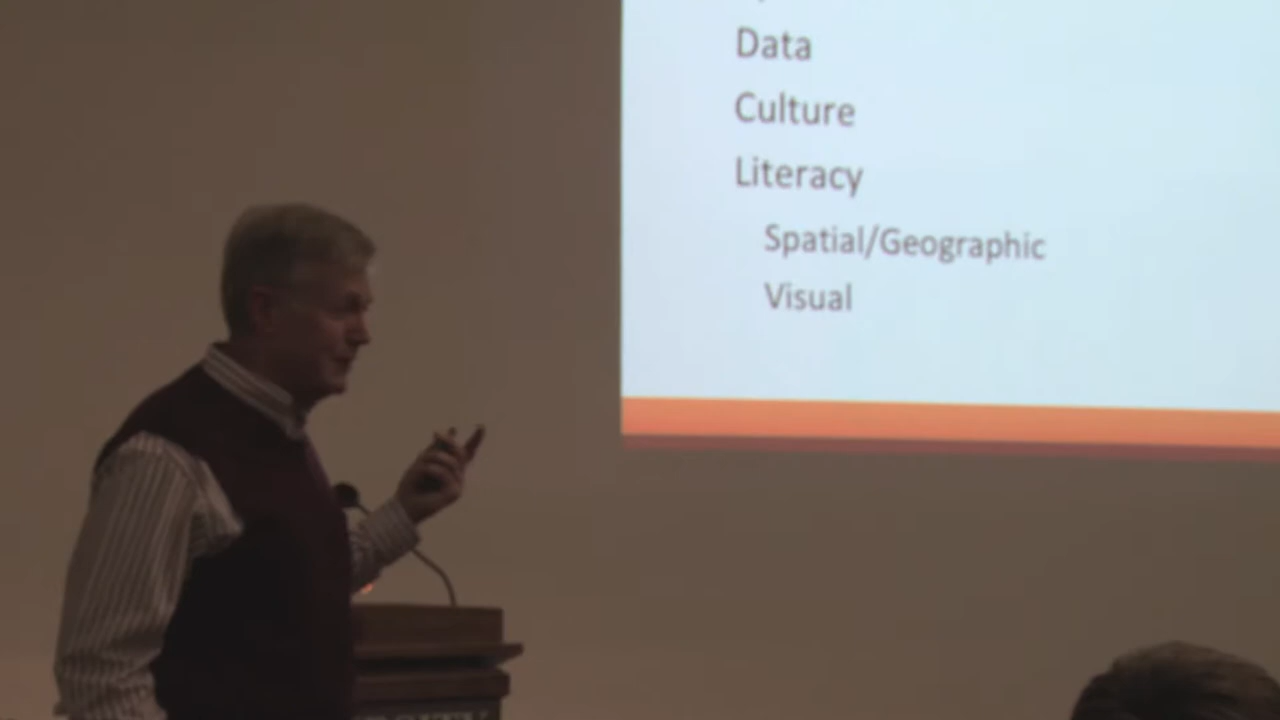 Data
Culture
Literacy
Spatial/Geographic
Visual